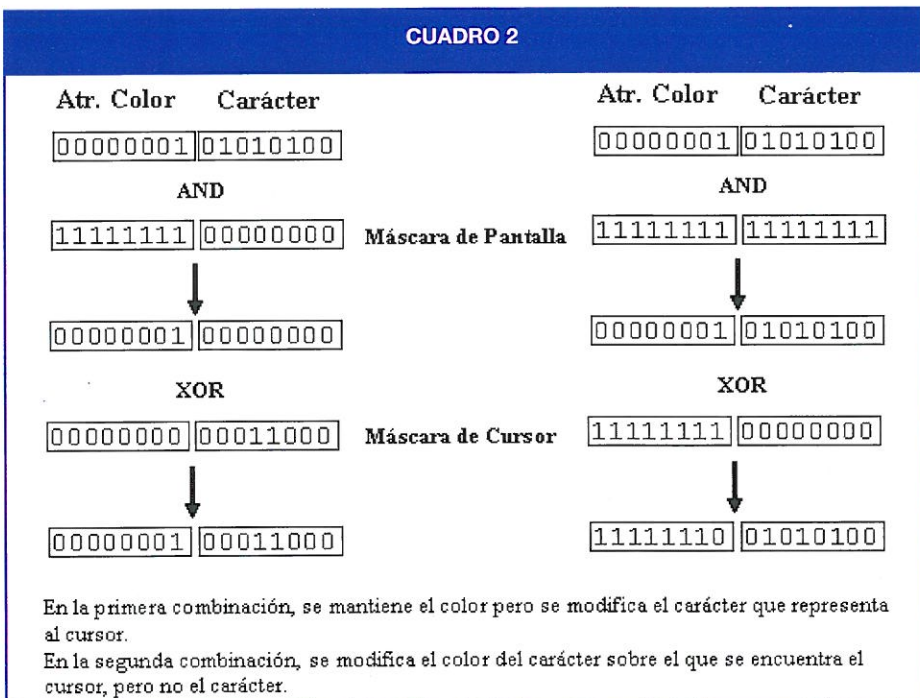 CUADRO 2
Atr. Color Carácter Atr. Color Carácter
00000001 01010100 00000001 01010100
AND AND
11111111 00000000 Máscara de Pantalla 11111111 11111111
00000001 00000000 00000001 01010100
XOR XOR
00000000 00011000 Máscara de Cursor 11111111 00000000
00000001 00011000 11111110 01010100
En la primera combinación, se mantiene el color pero se modifica el carácter que representa
al cursor.
En la segunda combinación, se modifica el color del carácter sobre el que se encuentra el
cursor, pero no el carácter.